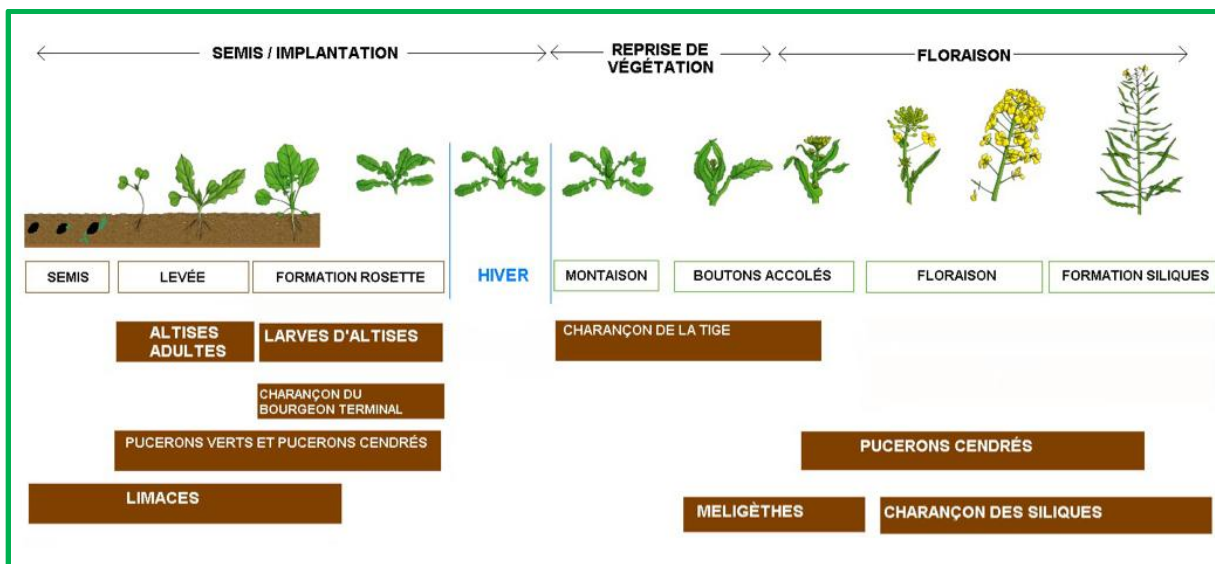 SEMIS / IMPLANTATION
REPRISE DE
VÉGÉTATION
FLORAISON
SEMIS
LEVÉE
FORMATION ROSETTE
HIVER
MONTAISON
BOUTONS ACCOLÉS
FLORAISON
FORMATION SILIQUES
ALTISES
ADULTES
LARVES D'ALTISES
CHARANÇON DE LA TIGE
CHARANÇON DU
BOURGEON TERMINAL
PUCERONS VERTS ET PUCERONS CENDRÉS
PUCERONS CENDRÉS
LIMACES
MELIGÈTHES
CHARANÇON DES SILIQUES